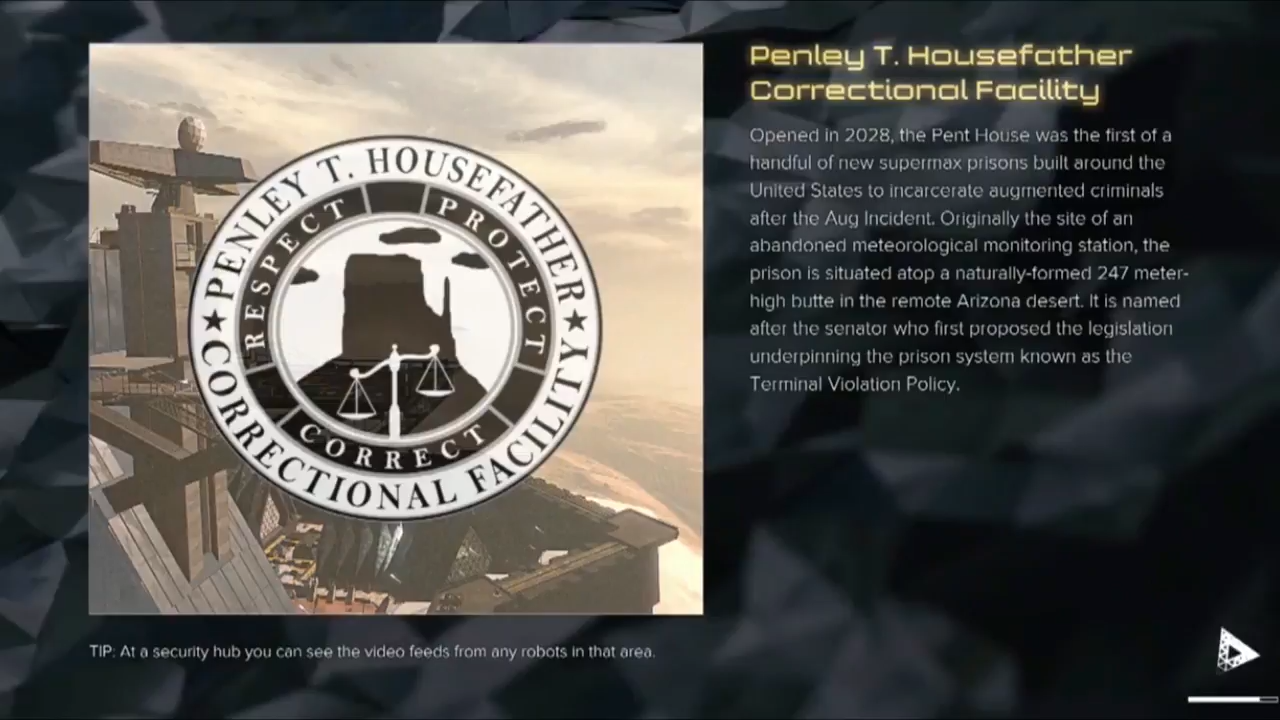 Penley T. Housefather
Correctional Facility
Opened in 2028, the Pent House was the first of a
handful of new supermax prisons built around the
United States to incarcerate augmented criminals
after the Aug Incident. Originally the site of an
abandoned meteorological monitoring station, the
prison is situated atop a naturally-formed 247 meter-
high butte in the remote Arizona desert. It is named
after the senator who first proposed the legislation
underpinning the prison system known as the
Terminal Violation Policy.
PENLEY T. HOUSEFATHER
RESPECT
PROTECT
CORRECT
CORRECTIONAL FACILITY
TIP: At a security hub you can see the video feeds from any robots in that area.